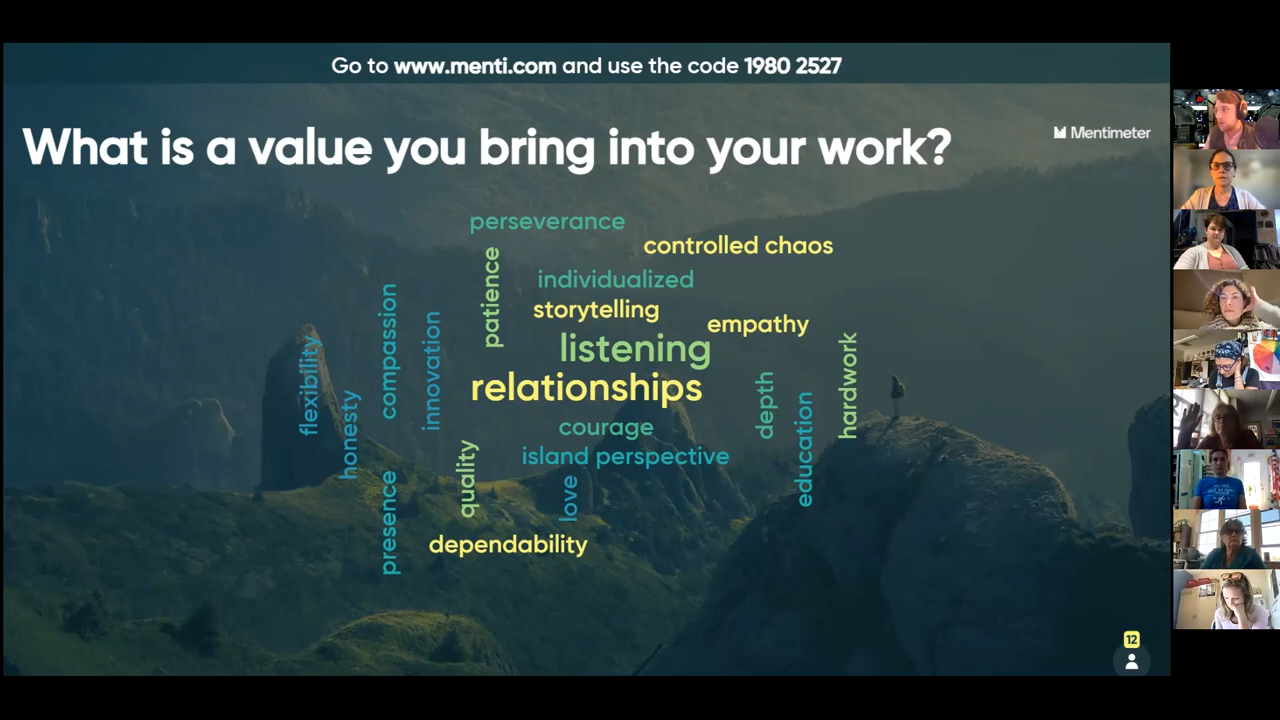 Go to www.menti.com and use the code 1980 2527
What is a value you bring into your work?
Mentimeter
perseverance
controlled chaos
patience
individualized
compassion
storytelling
innovation
empathy
flexibility
listening
hardwork
relationships
depth
honesty
education
courage
quality
island perspective
presence
love
dependability
12